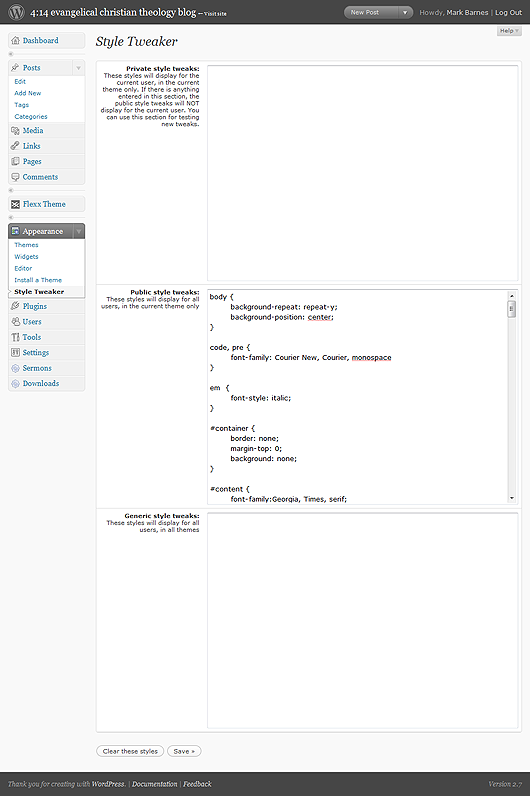 4:14 evangelical christian theology blog ← Visit site
New Post
Howdy, Mark Barnes | Log Out
Help
Dashboard
Posts
Edit
Add New
Tags
Categories
Media
Links
Pages
Comments
Flexx Theme
Appearance
Themes
Widgets
Editor
Install a Theme
Style Tweaker
Plugins
Users
Tools
Settings
Sermons
Downloads
Style Tweaker
Private style tweaks:
These styles will display for the
current user, in the current
theme only. If there is anything
entered in this section, the
public style tweaks will NOT
display for the current user. You
can use this section for testing
new tweaks.
Public style tweaks:
These styles will display for all
users, in the current theme only
body {
background-repeat: repeat-y;
background-position: center;
}
code, pre {
font-family: Courier New, Courier, monospace
}
em {
font-style: italic;
}
#container {
border: none;
margin-top: 0;
background: none;
}
#content {
font-family:Georgia, Times, serif;
Generic style tweaks:
These styles will display for all
users, in all themes
Clear these styles
Save »
Thank you for creating with WordPress. | Documentation | Feedback
Version 2.7